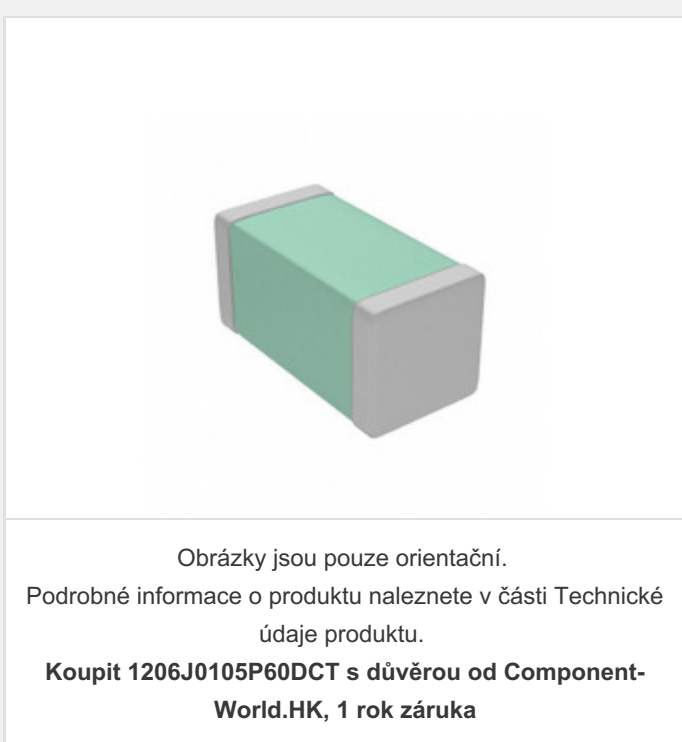 Obrázky jsou pouze orientační.
Podrobné informace o produktu naleznete v části Technické
údaje produktu.
Koupit 1206J0105P60DCT s důvěrou od Component-
World.HK, 1 rok záruka